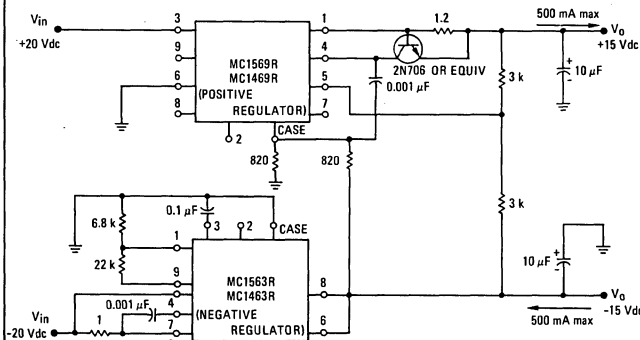 Vin
+20 Vdc
3
9
6
8
MC1569R
MC1469R
(POSITIVE
REGULATOR)
2
CASE
1
4
5
7
1.2
2N706 OR EQUIV
0.001 µF
500 mA max
Vo
+15 Vdc
3 k
+
10 µF
-
820
820
3 k
6.8 k
0.1 µF
3
2
CASE
1
22 k
9
4
7
MC1563R
MC1463R
(NEGATIVE
REGULATOR)
8
6
0.001 µF
Vin
-20 Vdc
1
10 µF
+
-
Vo
-15 Vdc
500 mA max